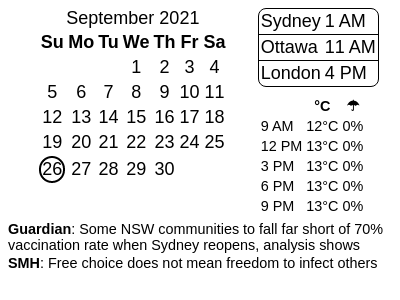 September 2021
Su Mo Tu We Th Fr Sa
1 2 3 4
5 6 7 8 9 10 11
12 13 14 15 16 17 18
19 20 21 22 23 24 25
26 27 28 29 30
Sydney 1 AM
Ottawa 11 AM
London 4 PM
°C ☂
9 AM 12°C 0%
12 PM 13°C 0%
3 PM 13°C 0%
6 PM 13°C 0%
9 PM 13°C 0%
Guardian: Some NSW communities to fall far short of 70%
vaccination rate when Sydney reopens, analysis shows
SMH: Free choice does not mean freedom to infect others